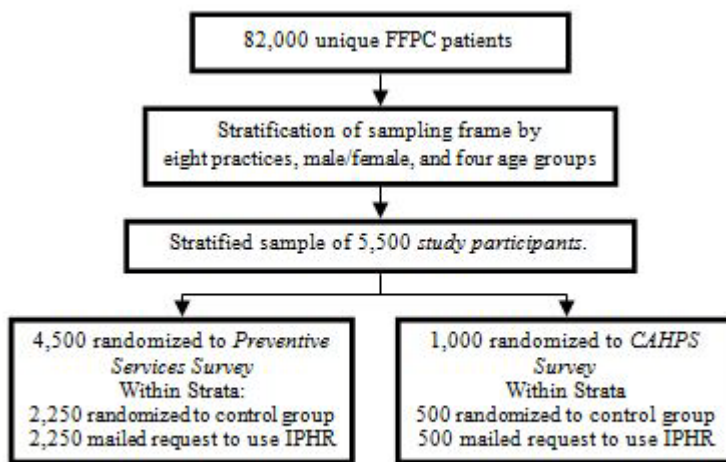 82,000 unique FFPC patients
Stratification of sampling frame by
eight practices, male/female, and four age groups
Stratified sample of 5,500 study participants.
4,500 randomized to Preventive
Services Survey
Within Strata:
2,250 randomized to control group
2,250 mailed request to use IPHR
1,000 randomized to CAHPS
Survey
Within Strata
500 randomized to control group
500 mailed request to use IPHR